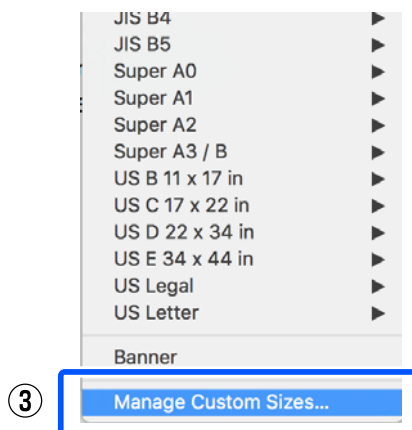 JIS B4
JIS B5
Super A0
Super A1
Super A2
Super A3 / B
US B 11 x 17 in
US C 17 x 22 in
US D 22 x 34 in
US E 34 x 44 in
US Legal
US Letter
Banner
③ Manage Custom Sizes...